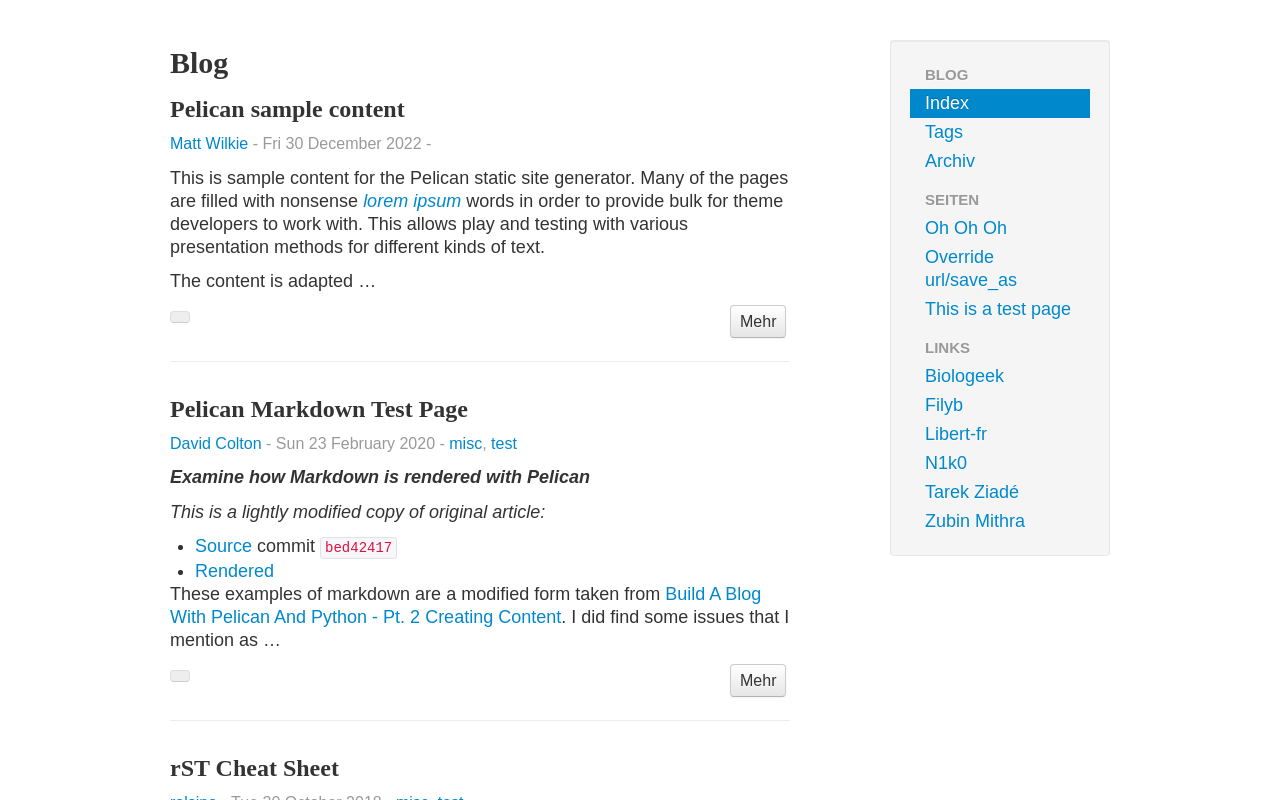 Blog
Pelican sample content
Matt Wilkie - Fri 30 December 2022 -
This is sample content for the Pelican static site generator. Many of the pages
are filled with nonsense lorem ipsum words in order to provide bulk for theme
developers to work with. This allows play and testing with various
presentation methods for different kinds of text.
The content is adapted …
Mehr
Pelican Markdown Test Page
David Colton - Sun 23 February 2020 - misc, test
Examine how Markdown is rendered with Pelican
This is a lightly modified copy of original article:
• Source commit bed42417
• Rendered
These examples of markdown are a modified form taken from Build A Blog
With Pelican And Python - Pt. 2 Creating Content. I did find some issues that I
mention as …
Mehr
rST Cheat Sheet
BLOG
Index
Tags
Archiv
SEITEN
Oh Oh Oh
Override
url/save_as
This is a test page
LINKS
Biologeek
Filyb
Libert-fr
N1k0
Tarek Ziadé
Zubin Mithra